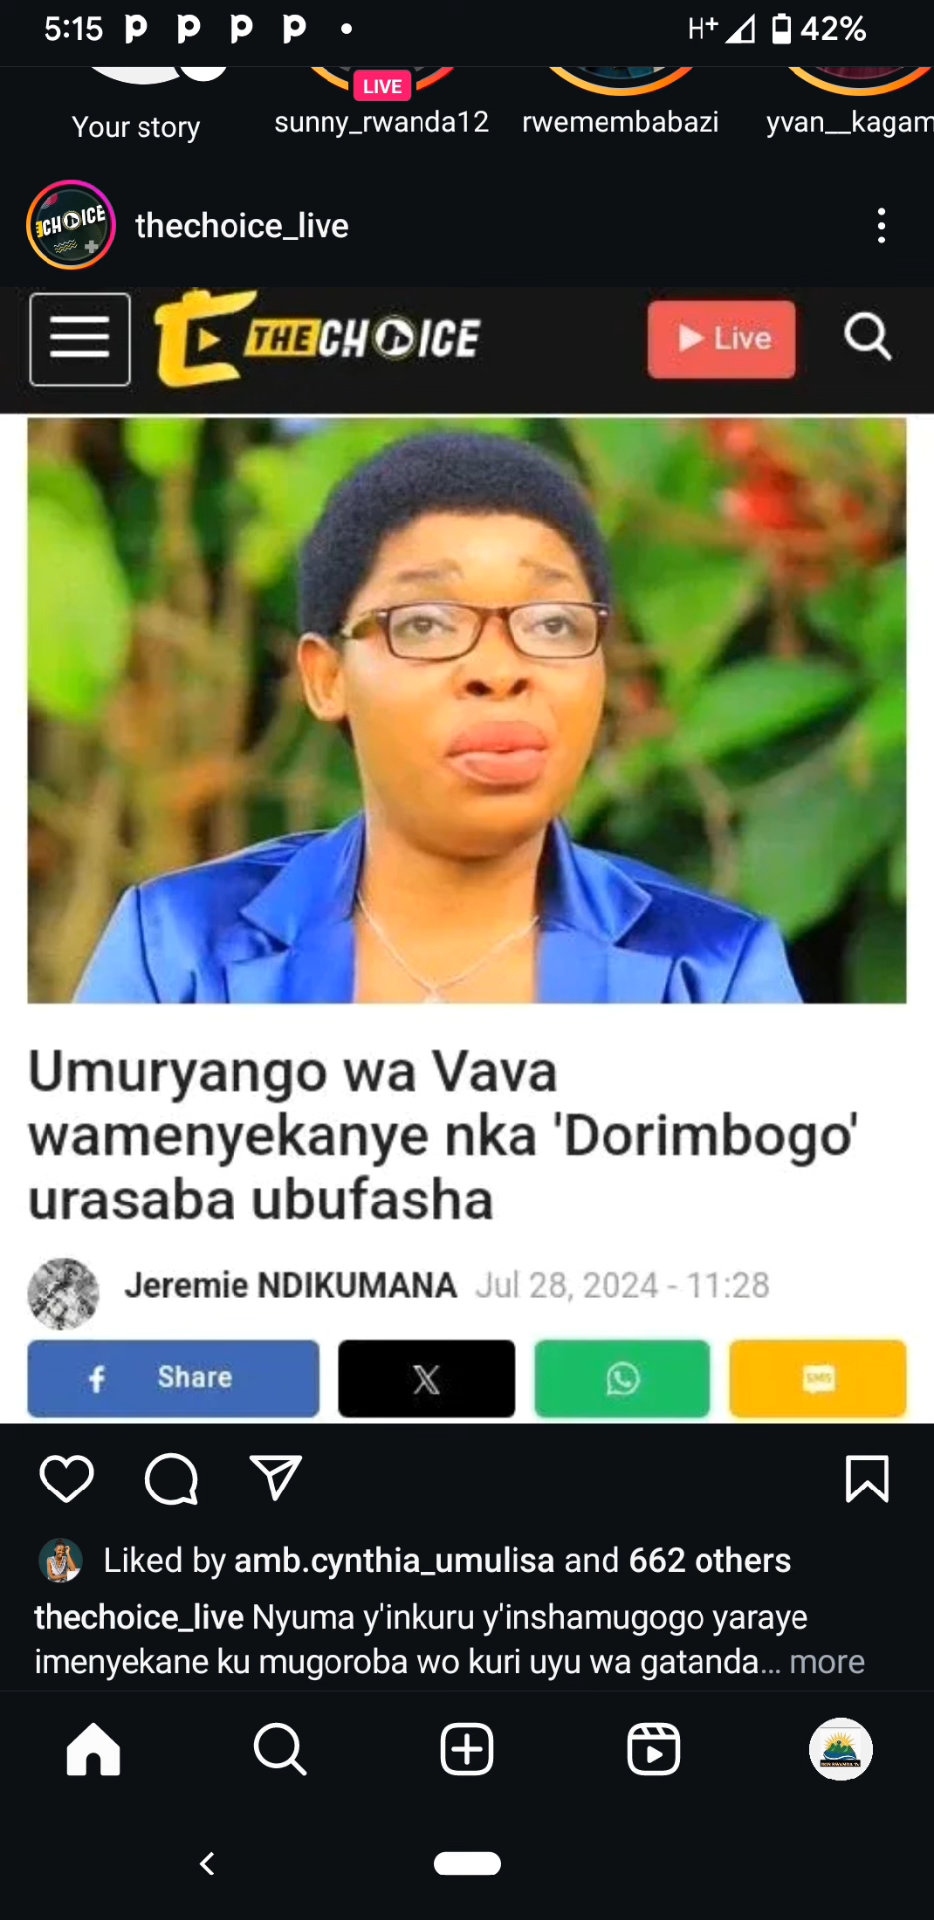 5:15
H+ 42%
LIVE
Your story
sunny_rwanda12
rwemembabazi
yvan__kagam
CHOICE
thechoice_live
THE CHOICE
Live
Umuryango wa Vava
wamenyekanye nka 'Dorimbogo'
urasaba ubufasha
Jeremie NDIKUMANA Jul 28, 2024 - 11:28
Share
SMS
Liked by amb.cynthia_umulisa and 662 others
thechoice_live Nyuma y'inkuru y'inshamugogo yaraye
imenyekane ku mugoroba wo kuri uyu wa gatanda... more